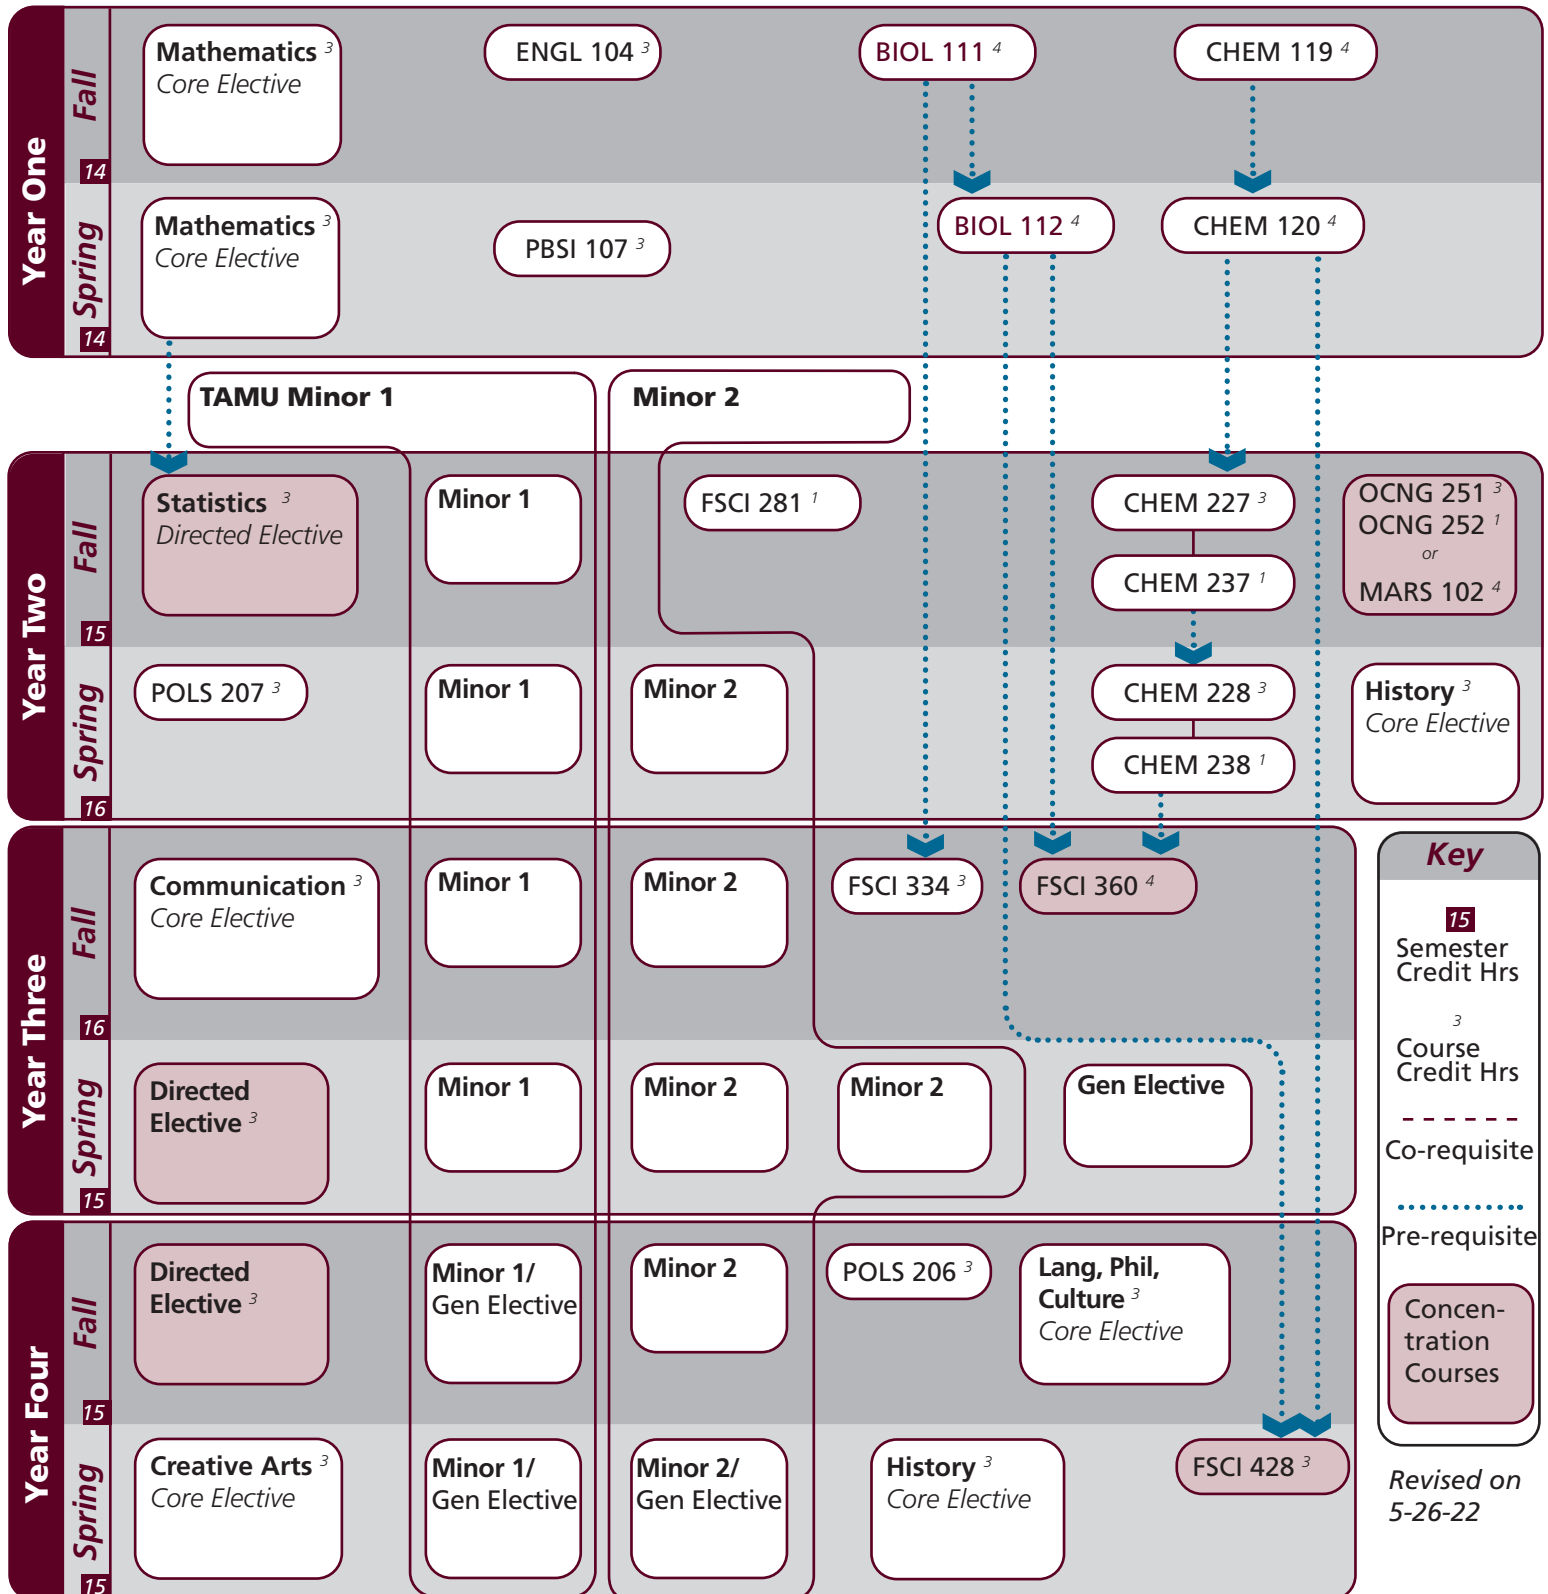 Year One
Fall
14
Mathematics 3
Core Elective
ENGL 104 3
BIOL 111 4
CHEM 119 4
Spring
14
Mathematics 3
Core Elective
PBSI 107 3
BIOL 112 4
CHEM 120 4
TAMU Minor 1
Minor 2
Year Two
Fall
15
Statistics 3
Directed Elective
Minor 1
FSCI 281 1
CHEM 227 3
CHEM 237 1
OCNG 251 3
OCNG 252 1
or
MARS 102 4
Spring
16
POLS 207 3
Minor 1
Minor 2
CHEM 228 3
CHEM 238 1
History 3
Core Elective
Year Three
Fall
16
Communication 3
Core Elective
Minor 1
Minor 2
FSCI 334 3
FSCI 360 4
Spring
15
Directed
Elective 3
Minor 1
Minor 2
Minor 2
Gen Elective
Year Four
Fall
15
Directed
Elective 3
Minor 1/
Gen Elective
Minor 2
POLS 206 3
Lang, Phil,
Culture 3
Core Elective
Spring
15
Creative Arts 3
Core Elective
Minor 1/
Gen Elective
Minor 2/
Gen Elective
History 3
Core Elective
FSCI 428 3
Key
15
Semester
Credit Hrs
3
Course
Credit Hrs
Co-requisite
Pre-requisite
Concen-
tration
Courses
Revised on
5-26-22